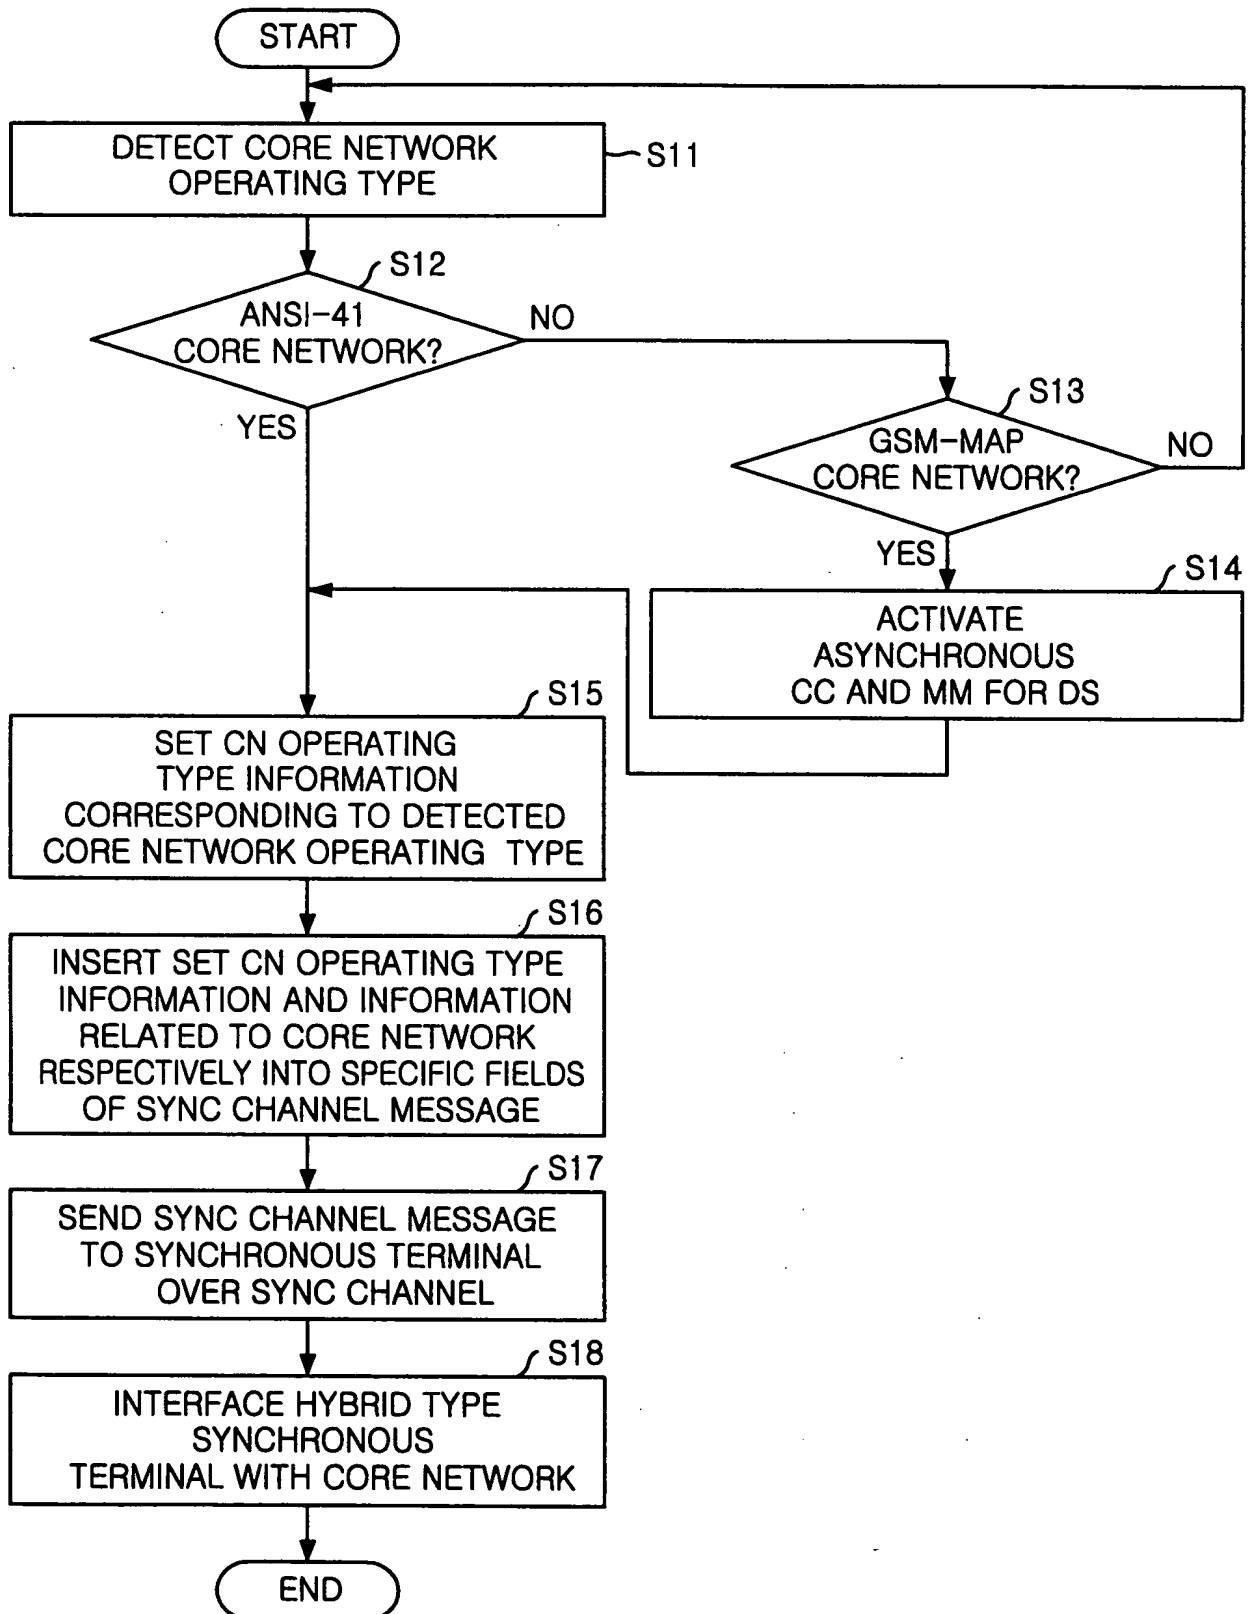 START
DETECT CORE NETWORK
OPERATING TYPE
S11
S12
ANSI-41
CORE NETWORK?
NO
YES
S13
GSM-MAP
CORE NETWORK?
NO
YES
S14
ACTIVATE
ASYNCHRONOUS
CC AND MM FOR DS
S15
SET CN OPERATING
TYPE INFORMATION
CORRESPONDING TO DETECTED
CORE NETWORK OPERATING TYPE
S16
INSERT SET CN OPERATING TYPE
INFORMATION AND INFORMATION
RELATED TO CORE NETWORK
RESPECTIVELY INTO SPECIFIC FIELDS
OF SYNC CHANNEL MESSAGE
S17
SEND SYNC CHANNEL MESSAGE
TO SYNCHRONOUS TERMINAL
OVER SYNC CHANNEL
S18
INTERFACE HYBRID TYPE
SYNCHRONOUS
TERMINAL WITH CORE NETWORK
END